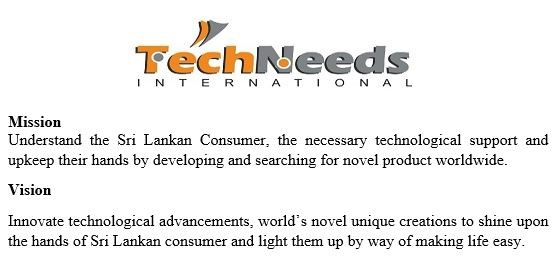 TechNeeds
INTERNATIONAL
Mission
Understand the Sri Lankan Consumer, the necessary technological support and
upkeep their hands by developing and searching for novel product worldwide.
Vision
Innovate technological advancements, world’s novel unique creations to shine upon
the hands of Sri Lankan consumer and light them up by way of making life easy.